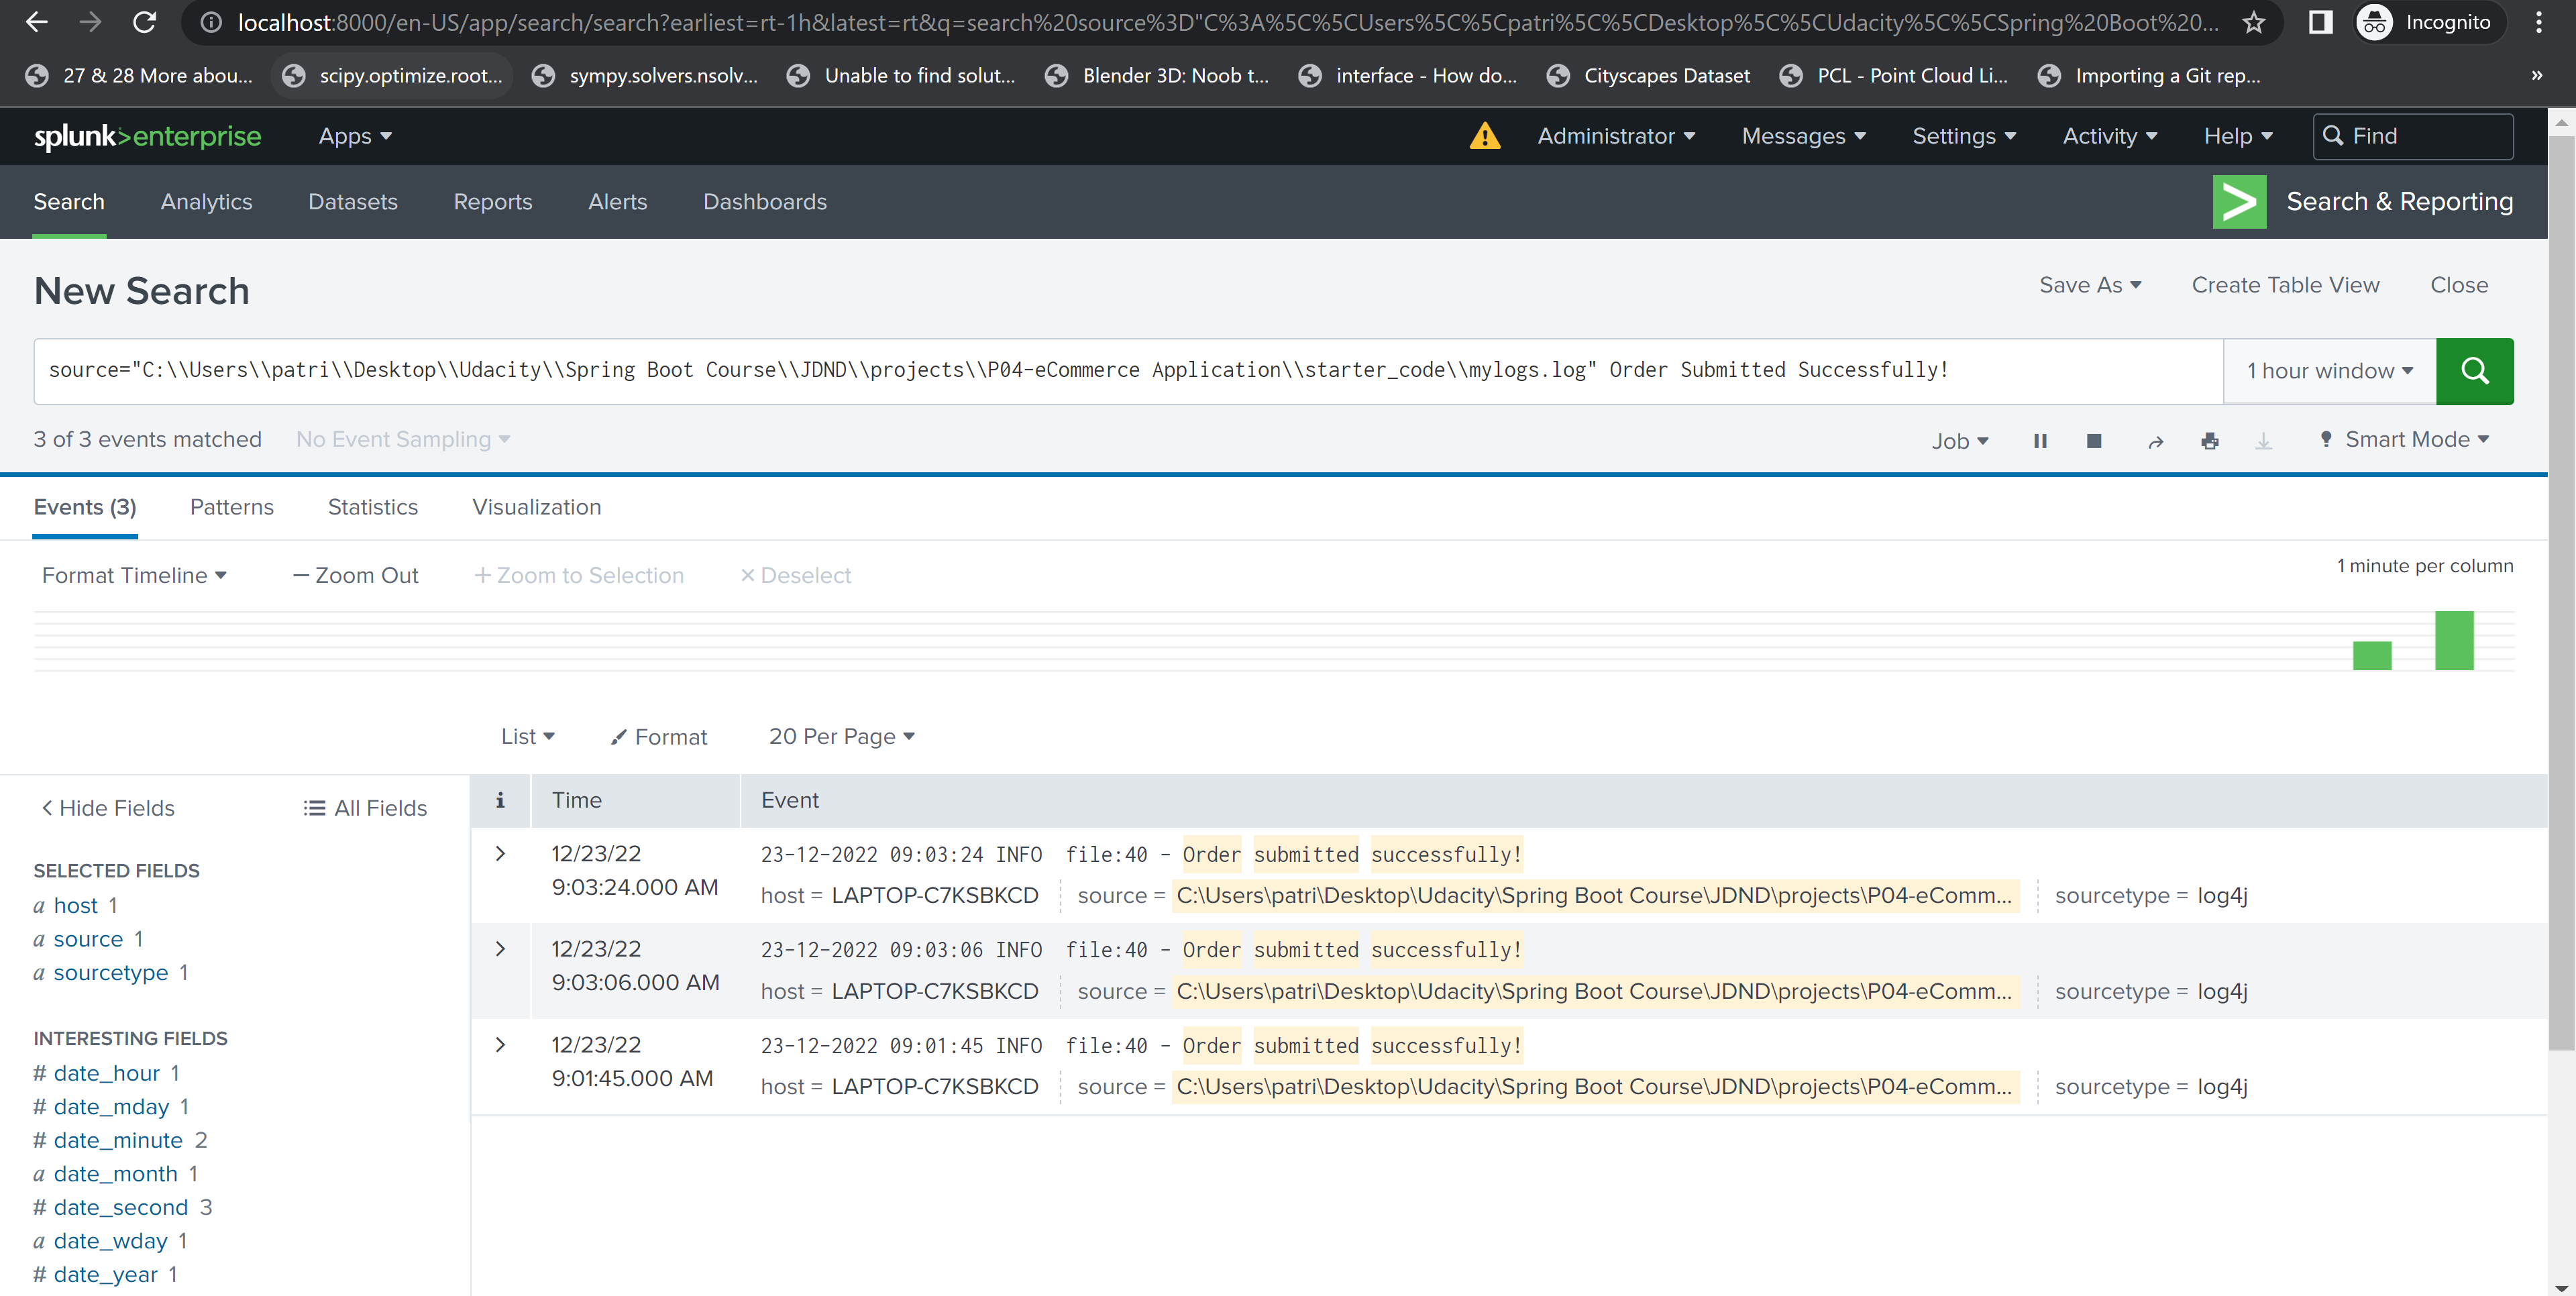 localhost:8000/en-US/app/search/search?earliest=rt-1h&latest=rt&q=search%20source%3D"C%3A%5C%5CUsers%5C%5Cpatri%5C%5CDesktop%5C%5CUdacity%5C%5CSpring%20Boot%20... Incognito
27 & 28 More abou... scipy.optimize.root... sympy.solvers.nsolv... Unable to find solut... Blender 3D: Noob t... interface - How do... Cityscapes Dataset PCL - Point Cloud Li... Importing a Git rep... »
splunk>enterprise Apps Administrator Messages Settings Activity Help Find
Search Analytics Datasets Reports Alerts Dashboards > Search & Reporting
New Search Save As Create Table View Close
source="C:\\Users\\patri\\Desktop\\Udacity\\Spring Boot Course\\JDND\\projects\\P04-eCommerce Application\\starter_code\\mylogs.log" Order Submitted Successfully! 1 hour window
3 of 3 events matched No Event Sampling Job Smart Mode
Events (3) Patterns Statistics Visualization
Format Timeline — Zoom Out + Zoom to Selection × Deselect 1 minute per column
List Format 20 Per Page
< Hide Fields All Fields
SELECTED FIELDS
a host 1
a source 1
a sourcetype 1
INTERESTING FIELDS
# date_hour 1
# date_mday 1
# date_minute 2
a date_month 1
# date_second 3
a date_wday 1
# date_year 1
i Time Event
> 12/23/22 23-12-2022 09:03:24 INFO  file:40 - Order submitted successfully!
9:03:24.000 AM host = LAPTOP-C7KSBKCD source = C:\Users\patri\Desktop\Udacity\Spring Boot Course\JDND\projects\P04-eComm... sourcetype = log4j
> 12/23/22 23-12-2022 09:03:06 INFO  file:40 - Order submitted successfully!
9:03:06.000 AM host = LAPTOP-C7KSBKCD source = C:\Users\patri\Desktop\Udacity\Spring Boot Course\JDND\projects\P04-eComm... sourcetype = log4j
> 12/23/22 23-12-2022 09:01:45 INFO  file:40 - Order submitted successfully!
9:01:45.000 AM host = LAPTOP-C7KSBKCD source = C:\Users\patri\Desktop\Udacity\Spring Boot Course\JDND\projects\P04-eComm... sourcetype = log4j